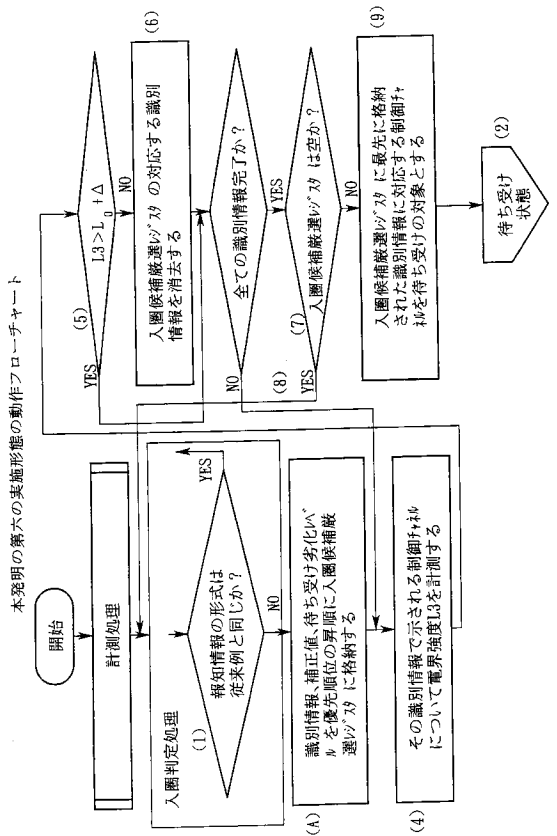 本発明の第六の実施形態の動作フローチャート
開始
計測処理
入圏判定処理
(1)
報知情報の形式は
従来例と同じか?
YES
NO
(A)
識別情報、補正値、待ち受け劣化レベ
ルを優先順位の昇順に入圏候補厳
選レジスタに格納する
(4)
その識別情報で示される制御チャネル
について電界強度L3を計測する
(5)
L3>L0+Δ
YES
NO
(6)
入圏候補厳選レジスタの対応する識別
情報を消去する
全ての識別情報完了か?
NO
YES
(8)
(7)
入圏候補厳選レジスタは空か?
YES
NO
(9)
入圏候補厳選レジスタに最先に格納
された識別情報に対応する制御チャ
ネルを待ち受けの対象とする
(2)
待ち受け
状態